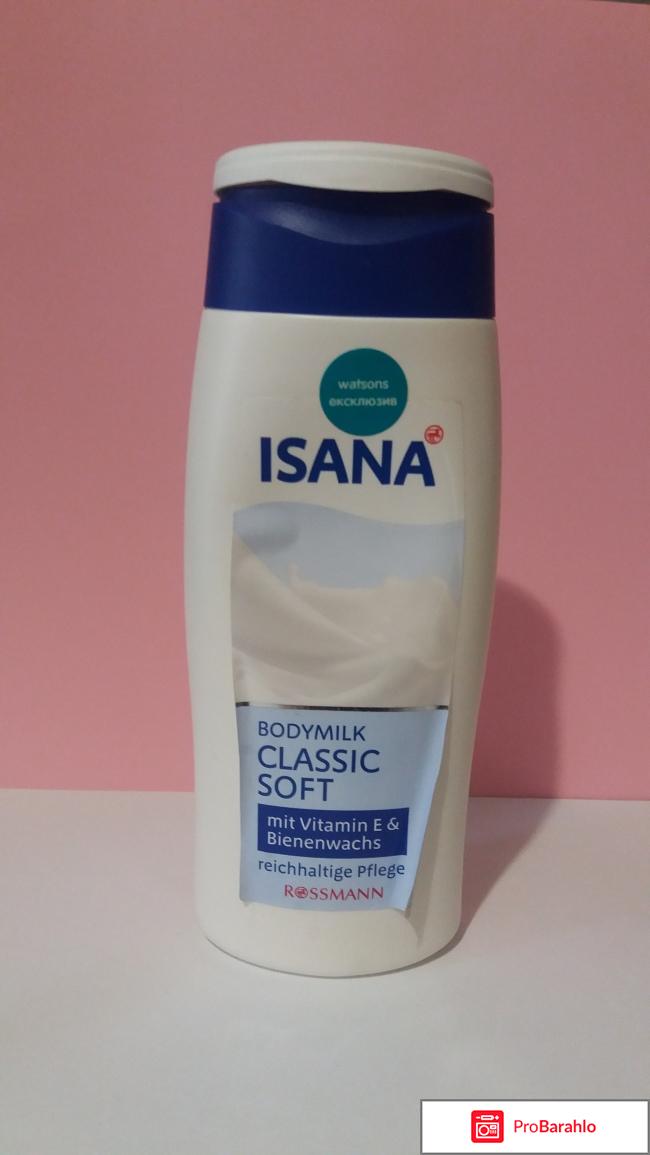 watsons
ексклюзив
ISANA
BODYMILK
CLASSIC
SOFT
mit Vitamin E &
Bienenwachs
reichhaltige Pflege
ROSSMANN
ProBarahlo